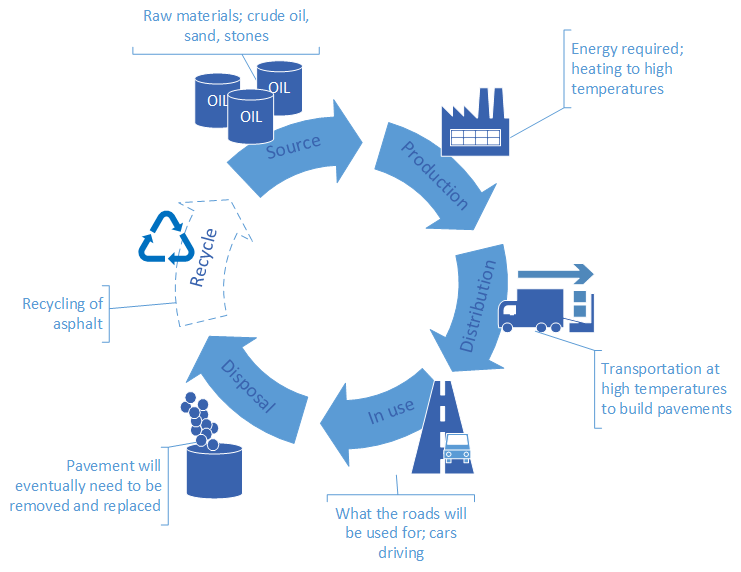 Raw materials; crude oil,
sand, stones
OIL
OIL
OIL
Source
Energy required;
heating to high
temperatures
Production
Distribution
Transportation at
high temperatures
to build pavements
In use
What the roads will
be used for; cars
driving
Disposal
Pavement will
eventually need to be
removed and replaced
Recycle
Recycling of
asphalt